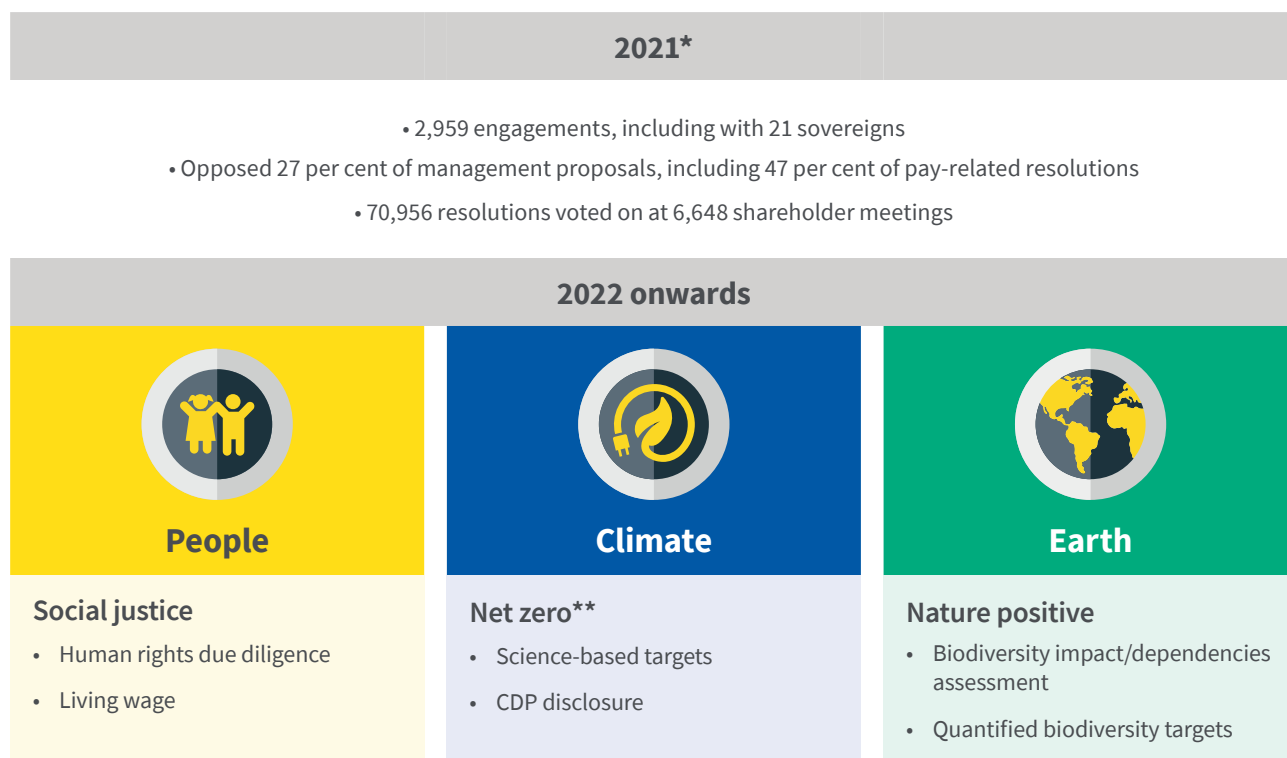 2021*
• 2,959 engagements, including with 21 sovereigns
• Opposed 27 per cent of management proposals, including 47 per cent of pay-related resolutions
• 70,956 resolutions voted on at 6,648 shareholder meetings
2022 onwards
People
Social justice
• Human rights due diligence
• Living wage
Climate
Net zero**
• Science-based targets
• CDP disclosure
Earth
Nature positive
• Biodiversity impact/dependencies
assessment
• Quantified biodiversity targets